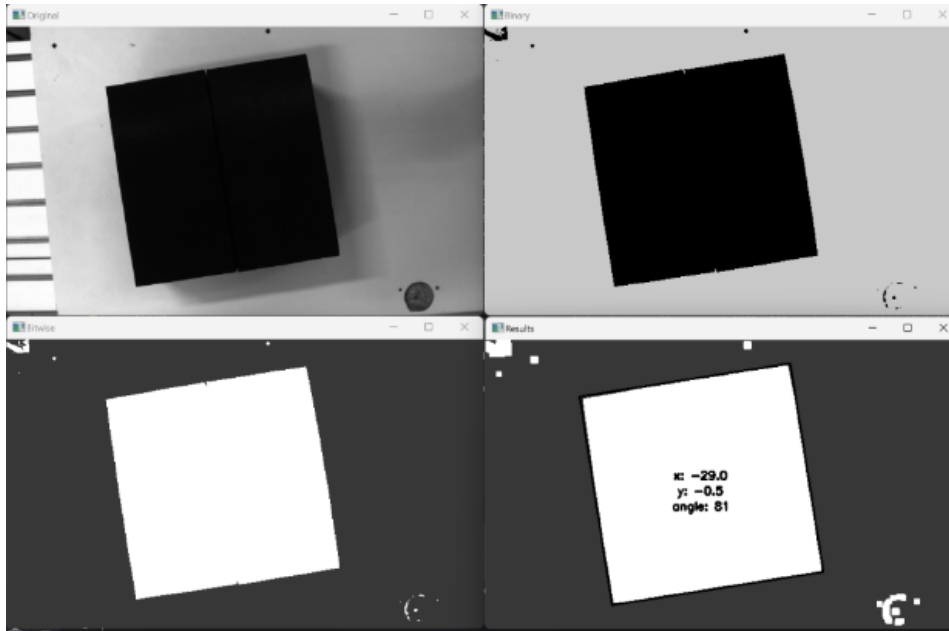 Original
Binary
Bitwise
Results
x: -29.0
y: -0.5
angle: 81